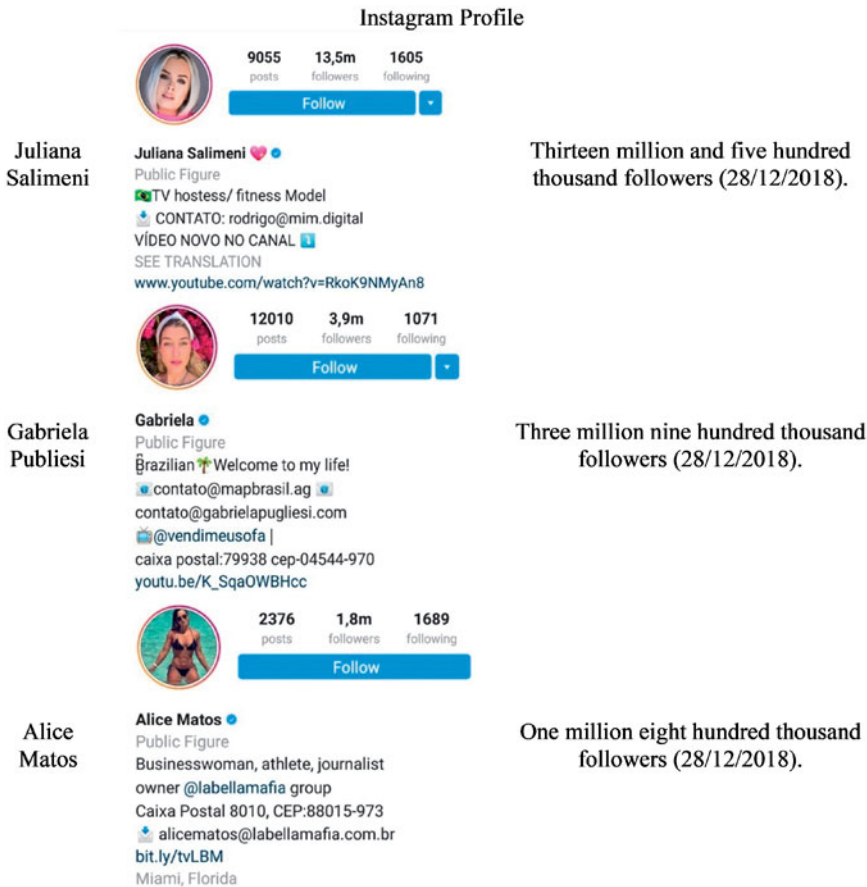 Instagram Profile
9055 13,5m 1605
posts followers following
Follow
Juliana
Salimeni
Juliana Salimeni
Public Figure
TV hostess/ fitness Model
CONTATO: rodrigo@mim.digital
VÍDEO NOVO NO CANAL
SEE TRANSLATION
www.youtube.com/watch?v=RkoK9NMyAn8
Thirteen million and five hundred
thousand followers (28/12/2018).
12010 3,9m 1071
posts followers following
Follow
Gabriela
Publiesi
Gabriela
Public Figure
Brazilian Welcome to my life!
contato@mapbrasil.ag
contato@gabrielapugliesi.com
@vendimeusofa |
caixa postal:79938 cep-04544-970
youtu.be/K_SqaOWBHcc
Three million nine hundred thousand
followers (28/12/2018).
2376 1,8m 1689
posts followers following
Follow
Alice
Matos
Alice Matos
Public Figure
Businesswoman, athlete, journalist
owner @labellamafia group
Caixa Postal 8010, CEP:88015-973
alicematos@labellamafia.com.br
bit.ly/tvLBM
Miami, Florida
One million eight hundred thousand
followers (28/12/2018).